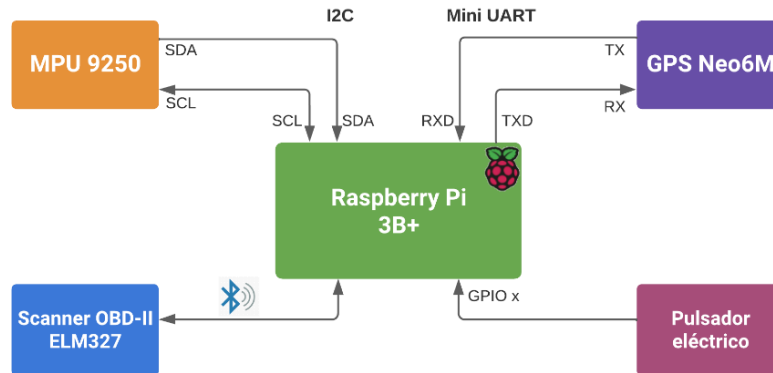 I2C
Mini UART
MPU 9250
SDA
SCL
SCL
SDA
RXD
TXD
TX
RX
GPS Neo6M
Raspberry Pi
3B+
Scanner OBD-II
ELM327
GPIO x
Pulsador
eléctrico